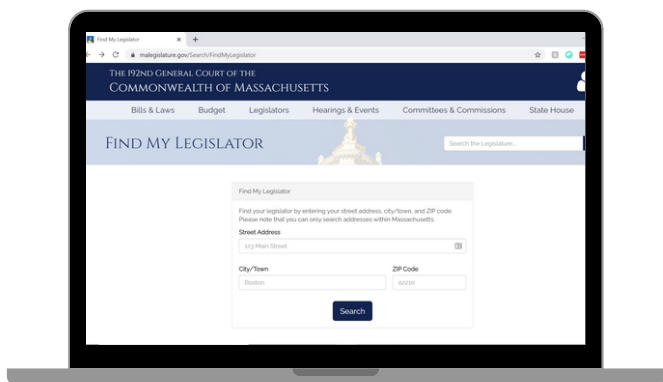 Find My Legislator
malegislature.gov/Search/FindMyLegislator
The 192nd General Court of the
Commonwealth of Massachusetts
Bills & Laws Budget Legislators Hearings & Events Committees & Commissions State House
Find My Legislator
Search the Legislature...
Find My Legislator
Find your legislator by entering your street address, city/town, and ZIP code.
Please note that you can only search addresses within Massachusetts.
Street Address
123 Main Street
City/Town ZIP Code
Boston 02210
Search